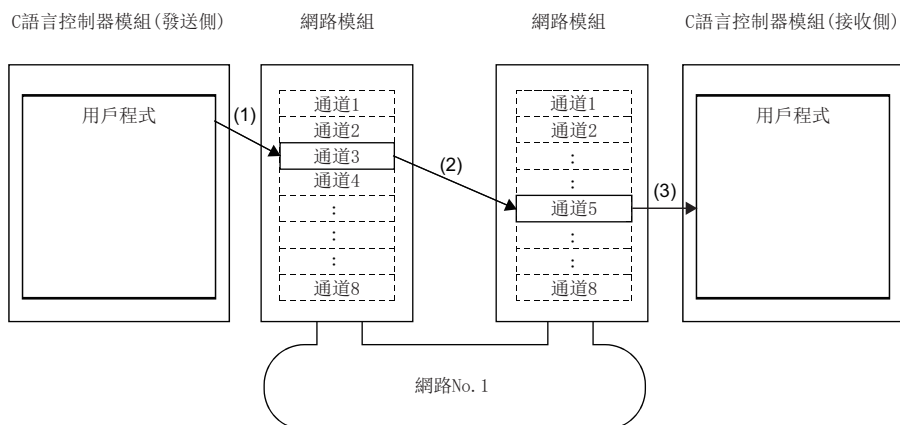 C語言控制器模組(發送側)
網路模組
網路模組
C語言控制器模組(接收側)
用戶程式
(1)
通道1
通道2
通道3
通道4
:
:
:
通道8
(2)
通道1
通道2
:
:
通道5
:
:
通道8
(3)
用戶程式
網路No.1